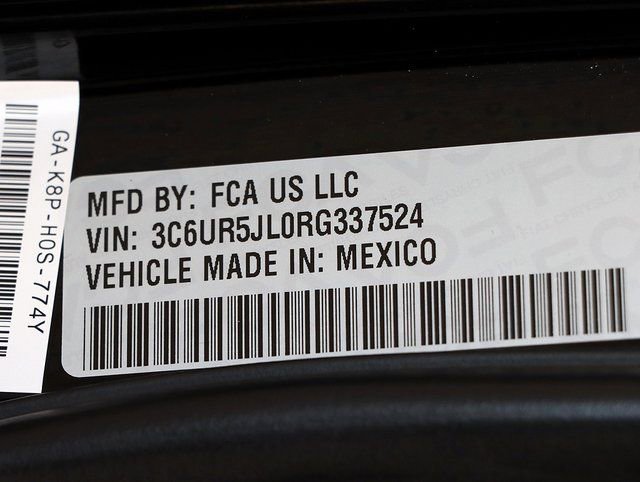 GA-K8P-H0S-774Y
MFD BY: FCA US LLC
VIN: 3C6UR5JL0RG337524
VEHICLE MADE IN: MEXICO